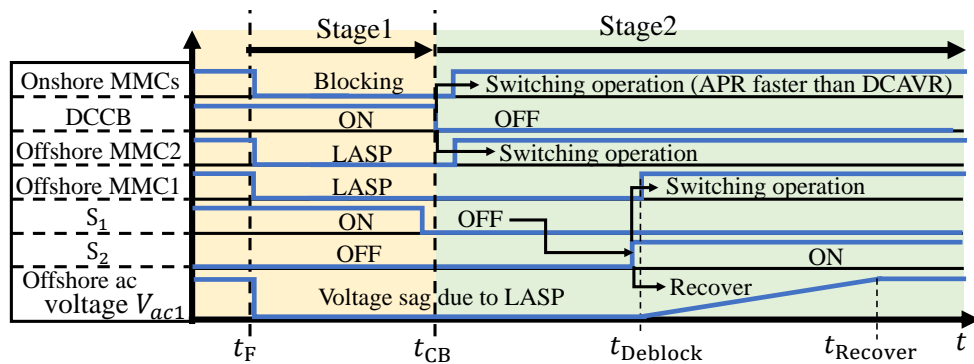 Stage1 Stage2
Onshore MMCs Blocking Switching operation (APR faster than DCAVR)
DCCB ON OFF
Offshore MMC2 LASP Switching operation
Offshore MMC1 LASP Switching operation
S1 ON OFF
S2 OFF ON
Offshore ac Recover
voltage Vac1 Voltage sag due to LASP
tF tCB tDeblock tRecover t